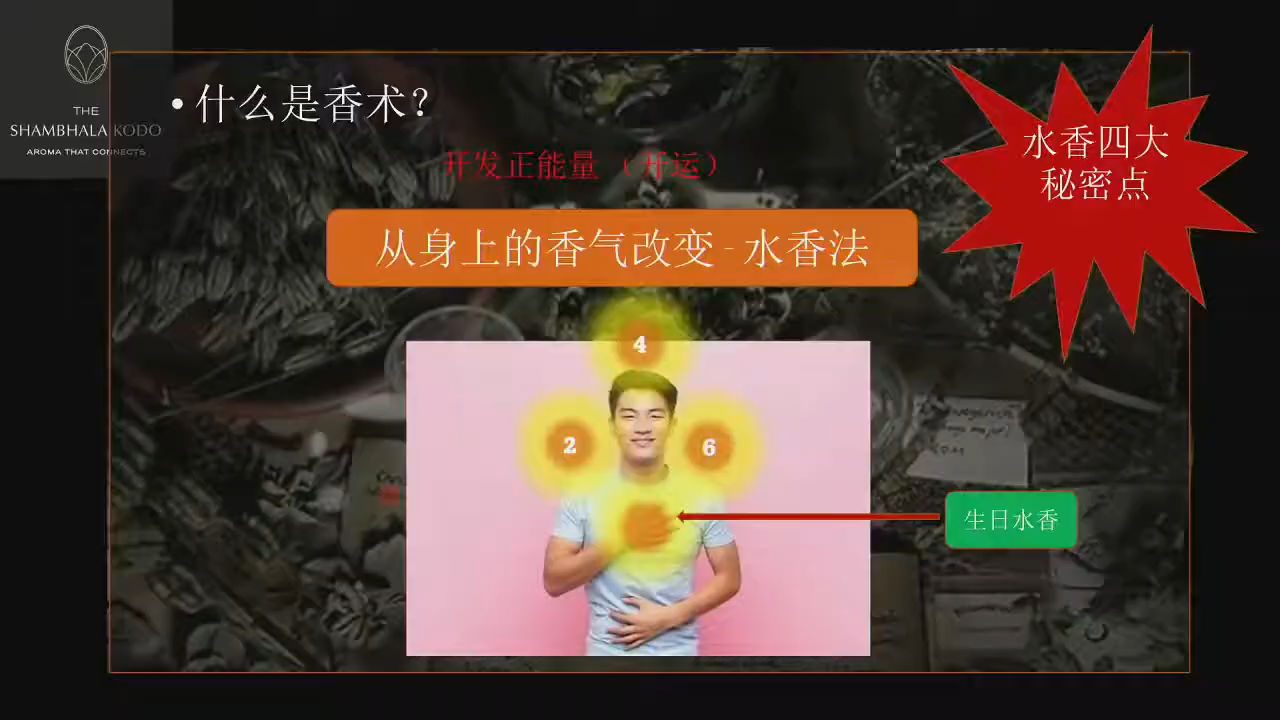 THE
SHAMBHALA KODO
AROMA THAT CONNECTS
• 什么是香术?
开发正能量 （开运）
水香四大
秘密点
从身上的香气改变 - 水香法
4
2
6
生日水香